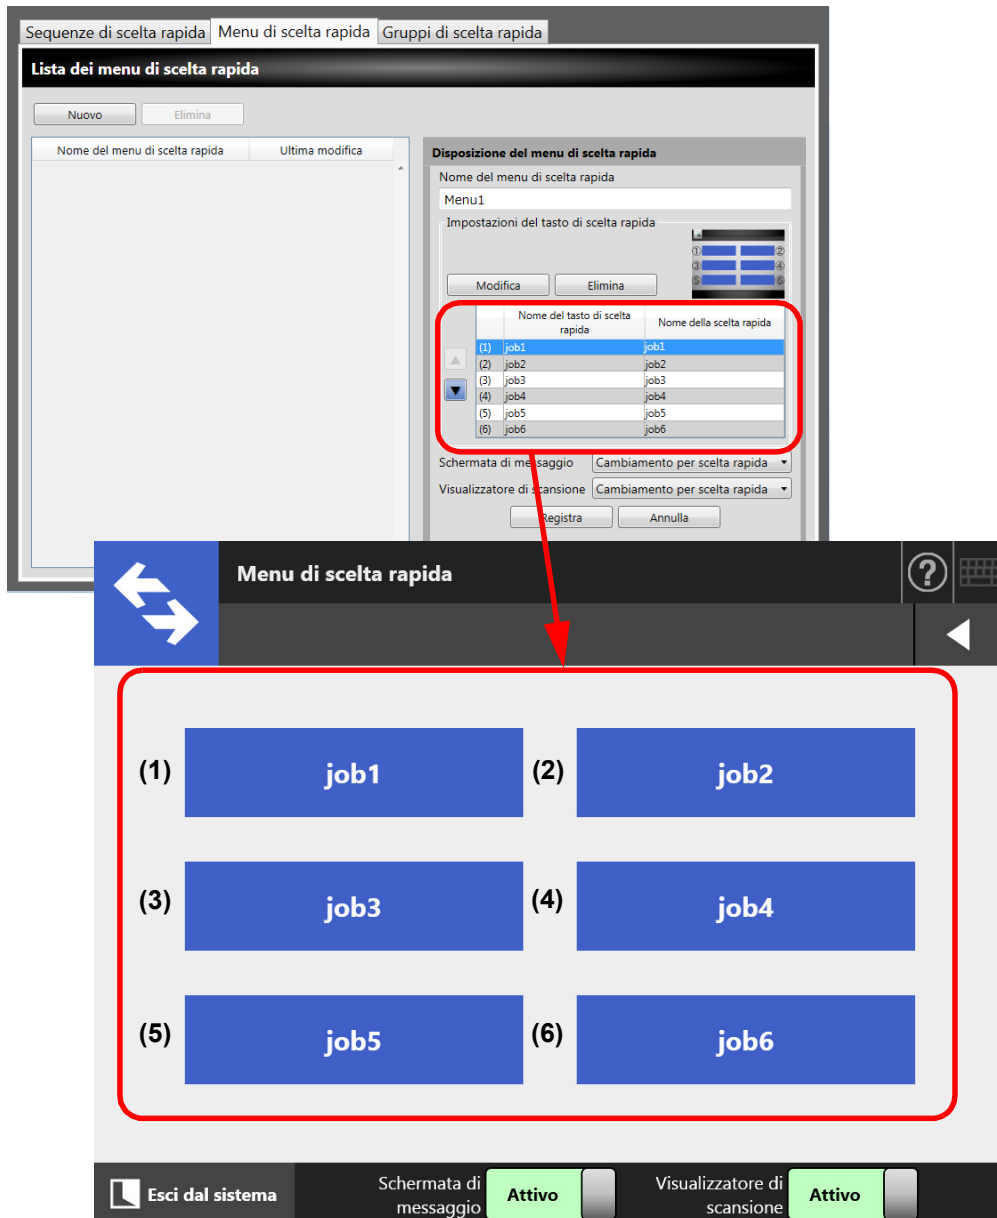 Sequenze di scelta rapida Menu di scelta rapida Gruppi di scelta rapida
Lista dei menu di scelta rapida
Nuovo Elimina
Nome del menu di scelta rapida Ultima modifica
Disposizione del menu di scelta rapida
Nome del menu di scelta rapida
Menu1
Impostazioni del tasto di scelta rapida
① ②
③ ④
⑤ ⑥
Modifica Elimina
Nome del tasto di scelta rapida Nome della scelta rapida
(1) job1 job1
(2) job2 job2
(3) job3 job3
(4) job4 job4
(5) job5 job5
(6) job6 job6
Schermata di messaggio Cambiamento per scelta rapida
Visualizzatore di scansione Cambiamento per scelta rapida
Registra Annulla
Menu di scelta rapida ?
(1) job1 (2) job2
(3) job3 (4) job4
(5) job5 (6) job6
Esci dal sistema
Schermata di
messaggio
Attivo
Visualizzatore di
scansione
Attivo